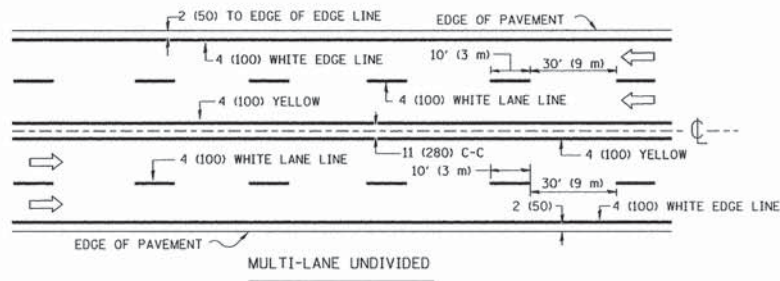 2 (50) TO EDGE OF EDGE LINE
EDGE OF PAVEMENT
4 (100) WHITE EDGE LINE
10' (3 m)
30' (9 m)
4 (100) YELLOW
4 (100) WHITE LANE LINE
℄
4 (100) WHITE LANE LINE
11 (280) C-C
4 (100) YELLOW
10' (3 m)
30' (9 m)
2 (50)
4 (100) WHITE EDGE LINE
EDGE OF PAVEMENT
MULTI-LANE UNDIVIDED